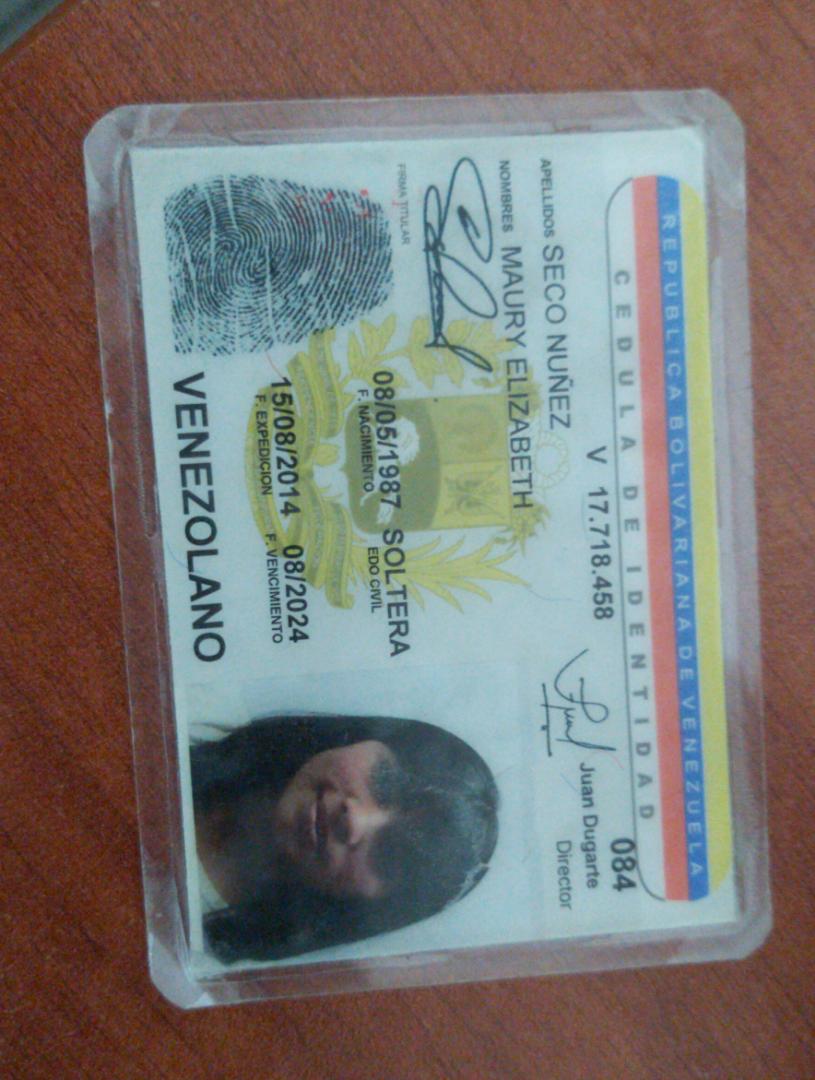 REPUBLICA BOLIVARIANA DE VENEZUELA
CEDULA DE IDENTIDAD
084
V 17.718.458
Juan Dugarte
Director
APELLIDOS SECO NUÑEZ
NOMBRES MAURY ELIZABETH
FIRMA TITULAR
08/05/1987 SOLTERA
F. NACIMIENTO EDO CIVIL
15/08/2014 08/2024
F. EXPEDICION F. VENCIMIENTO
VENEZOLANO